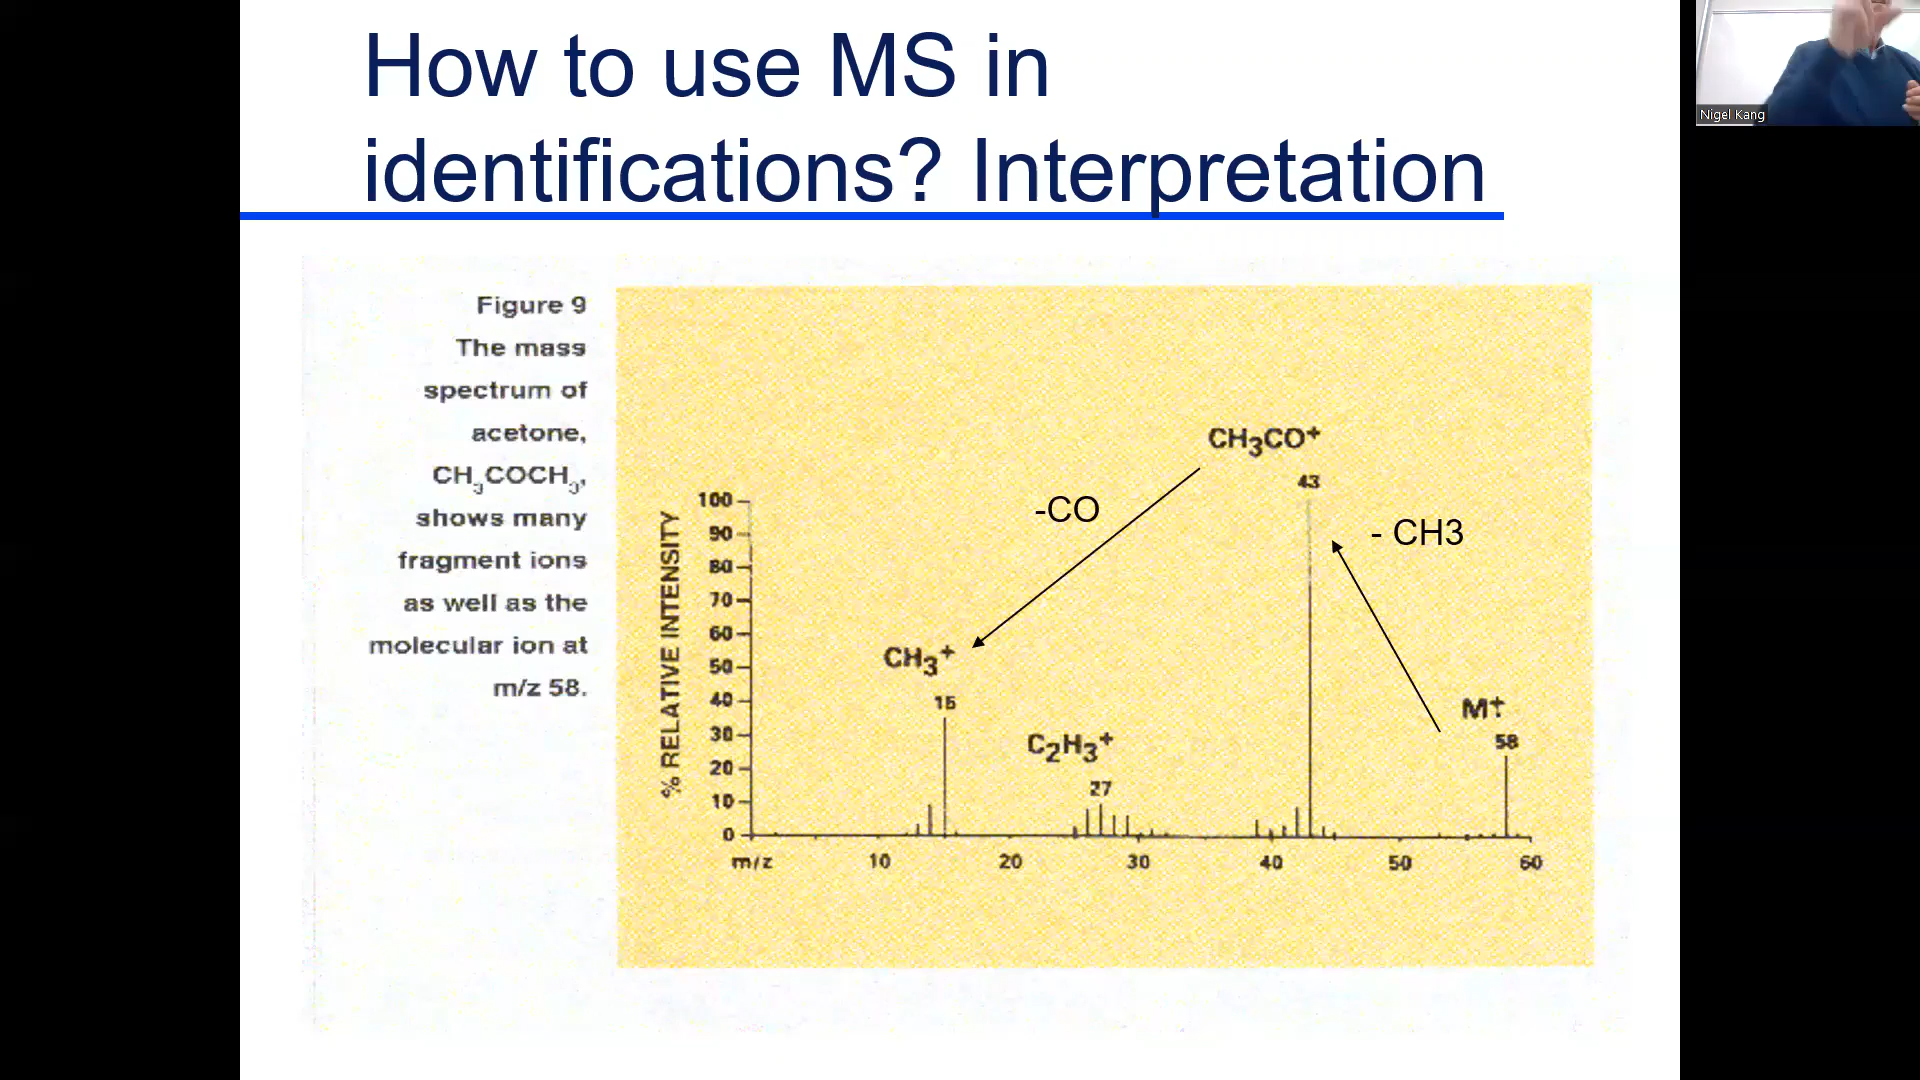 How to use MS in
identifications? Interpretation
Nigel Kang
Figure 9
The mass
spectrum of
acetone,
CH3COCH3,
shows many
fragment ions
as well as the
molecular ion at
m/z 58.
CH3CO+
43
-CO
- CH3
CH3+
15
C2H3+
27
M+
58
% RELATIVE INTENSITY
100
90
80
70
60
50
40
30
20
10
0
m/z 10 20 30 40 50 60